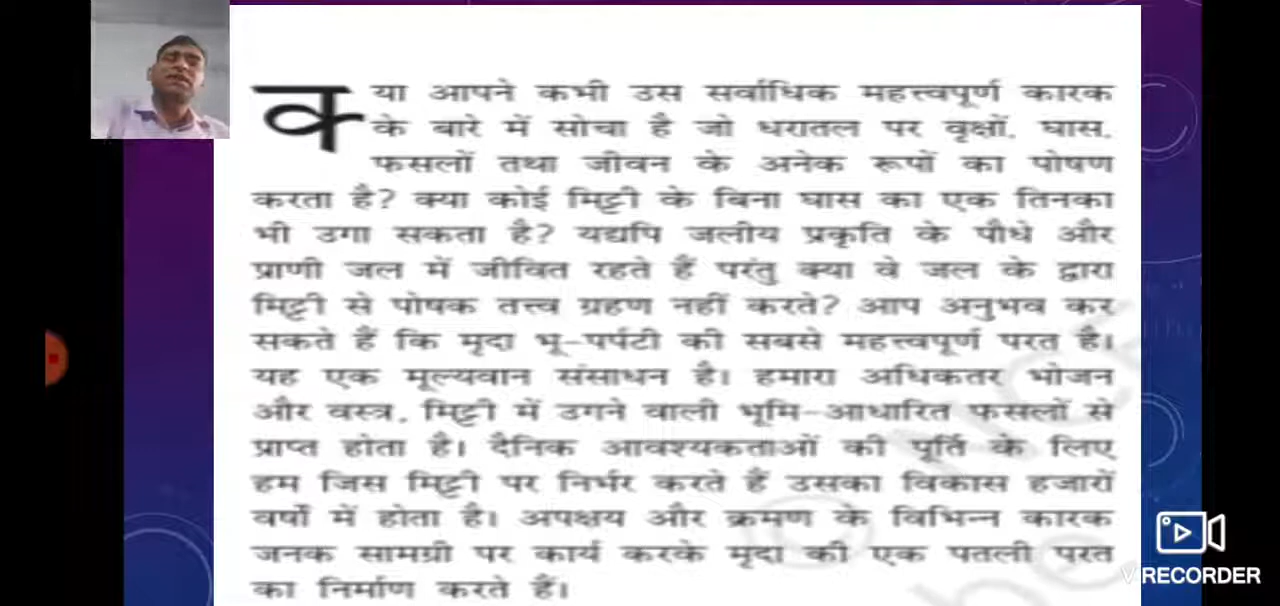 क्या आपने कभी उस सर्वाधिक महत्त्वपूर्ण कारक
के बारे में सोचा है जो धरातल पर वृक्षों, घास,
फसलों तथा जीवन के अनेक रूपों का पोषण
करता है? क्या कोई मिट्टी के बिना घास का एक तिनका
भी उगा सकता है? यद्यपि जलीय प्रकृति के पौधे और
प्राणी जल में जीवित रहते हैं परंतु क्या वे जल के द्वारा
मिट्टी से पोषक तत्त्व ग्रहण नहीं करते? आप अनुभव कर
सकते हैं कि मृदा भू-पर्पटी की सबसे महत्त्वपूर्ण परत है।
यह एक मूल्यवान संसाधन है। हमारा अधिकतर भोजन
और वस्त्र, मिट्टी में उगने वाली भूमि-आधारित फसलों से
प्राप्त होता है। दैनिक आवश्यकताओं की पूर्ति के लिए
हम जिस मिट्टी पर निर्भर करते हैं उसका विकास हजारों
वर्षों में होता है। अपक्षय और क्रमण के विभिन्न कारक
जनक सामग्री पर कार्य करके मृदा की एक पतली परत
का निर्माण करते हैं।
V RECORDER